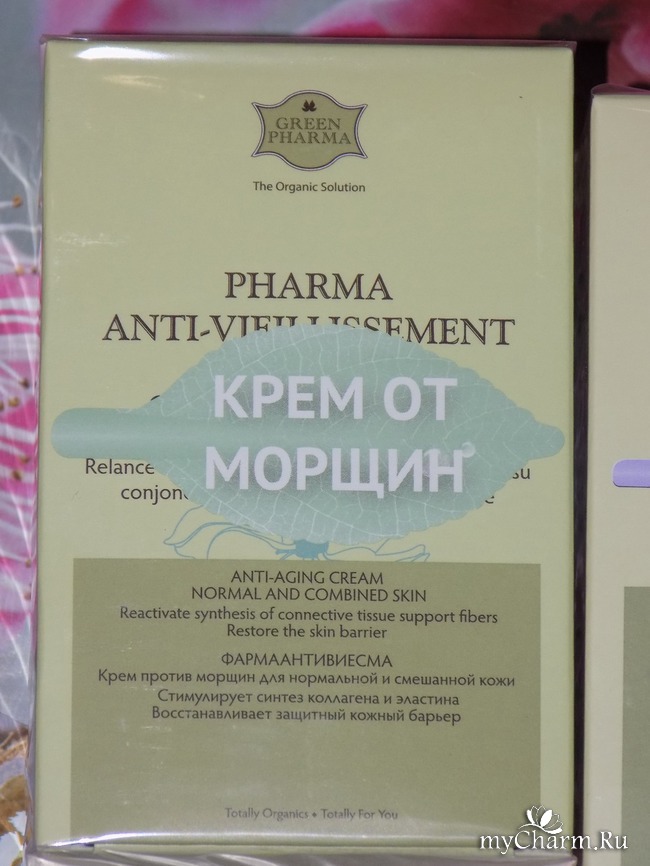 GREEN
PHARMA
The Organic Solution
PHARMA
ANTI-VIEILLISSEMENT
КРЕМ ОТ
МОРЩИН
Relance
ANTI-AGING CREAM
NORMAL AND COMBINED SKIN
Reactivate synthesis of connective tissue support fibers
Restore the skin barrier
ФАРМААНТИВИЕСМА
Крем против морщин для нормальной и смешанной кожи
Стимулирует синтез коллагена и эластина
Восстанавливает защитный кожный барьер
Totally Organics • Totally For You
myCharm.Ru